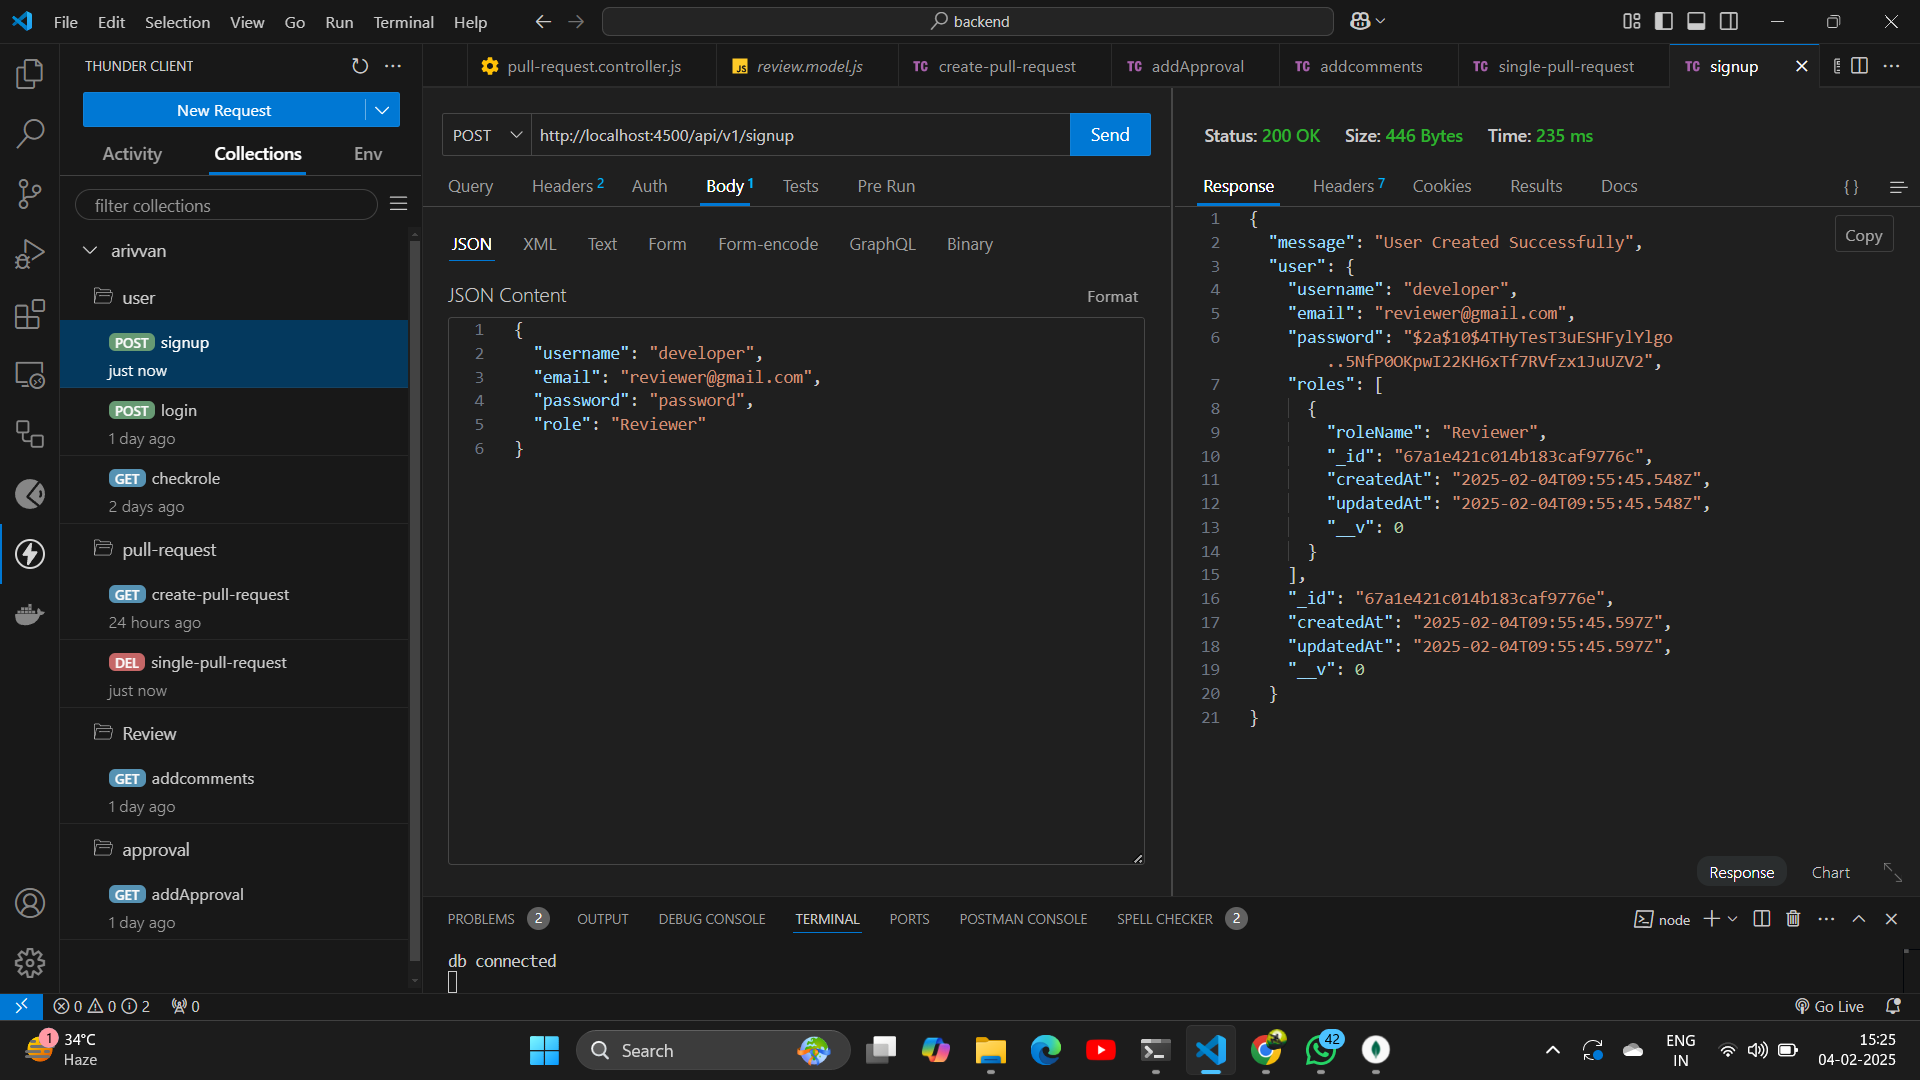 File Edit Selection View Go Run Terminal Help
backend
THUNDER CLIENT
New Request
Activity Collections Env
filter collections
arivvan
user
POST signup
just now
POST login
1 day ago
GET checkrole
2 days ago
pull-request
GET create-pull-request
24 hours ago
DEL single-pull-request
just now
Review
GET addcomments
1 day ago
approval
GET addApproval
1 day ago
pull-request.controller.js
JS review.model.js
TC create-pull-request
TC addApproval
TC addcomments
TC single-pull-request
TC signup
POST http://localhost:4500/api/v1/signup Send
Query Headers 2 Auth Body 1 Tests Pre Run
JSON XML Text Form Form-encode GraphQL Binary
JSON Content Format
1 {
2 "username": "developer",
3 "email": "reviewer@gmail.com",
4 "password": "password",
5 "role": "Reviewer"
6 }
Status: 200 OK Size: 446 Bytes Time: 235 ms
Response Headers 7 Cookies Results Docs { }
Copy
1 {
2 "message": "User Created Successfully",
3 "user": {
4 "username": "developer",
5 "email": "reviewer@gmail.com",
6 "password": "$2a$10$4THyTesT3uESHFylYlgo
..5NfP0OKpwI22KH6xTf7RVfzx1JuUZV2",
7 "roles": [
8 {
9 "roleName": "Reviewer",
10 "_id": "67a1e421c014b183caf9776c",
11 "createdAt": "2025-02-04T09:55:45.548Z",
12 "updatedAt": "2025-02-04T09:55:45.548Z",
13 "__v": 0
14 }
15 ],
16 "_id": "67a1e421c014b183caf9776e",
17 "createdAt": "2025-02-04T09:55:45.597Z",
18 "updatedAt": "2025-02-04T09:55:45.597Z",
19 "__v": 0
20 }
21 }
Response Chart
PROBLEMS 2 OUTPUT DEBUG CONSOLE TERMINAL PORTS POSTMAN CONSOLE SPELL CHECKER 2
node
db connected
0 0 2 0
Go Live
1
34°C
Haze
Search
42
ENG
IN
15:25
04-02-2025